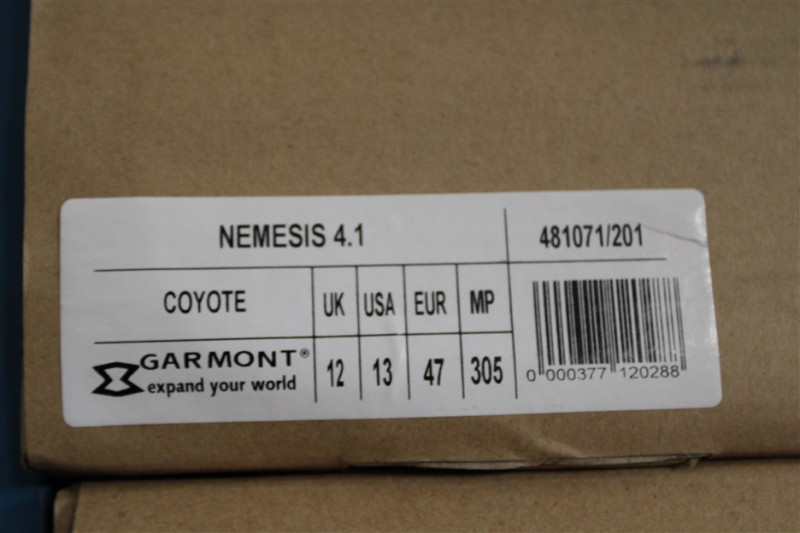 NEMESIS 4.1 481071/201
COYOTE UK USA EUR MP
GARMONT® 12 13 47 305
expand your world
0 000377 120288